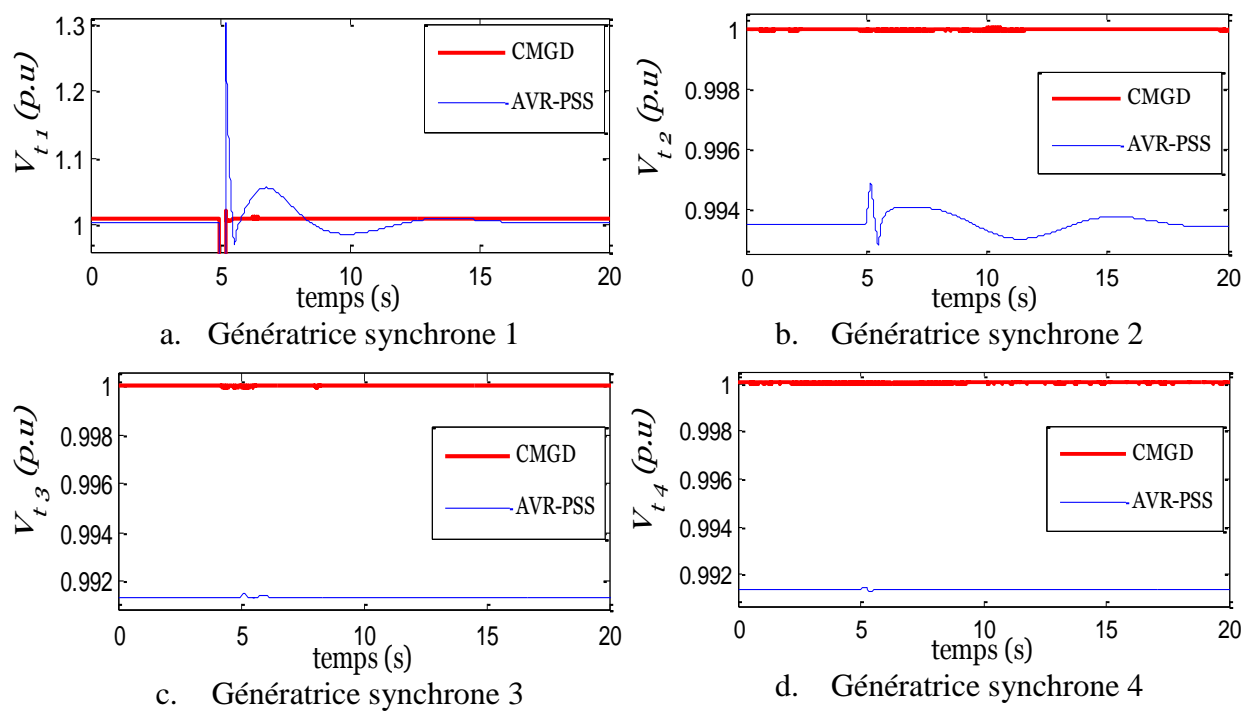 1.3
1.2
1.1
1
V t 1 (p.u)
CMGD
AVR-PSS
0 5 10 15 20
temps (s)
a. Génératrice synchrone 1
1
0.998
0.996
0.994
V t 2 (p.u)
CMGD
AVR-PSS
0 5 10 15 20
temps (s)
b. Génératrice synchrone 2
1
0.998
0.996
0.994
0.992
V t 3 (p.u)
CMGD
AVR-PSS
0 5 10 15 20
temps (s)
c. Génératrice synchrone 3
1
0.998
0.996
0.994
0.992
V t 4 (p.u)
CMGD
AVR-PSS
0 5 10 15 20
temps (s)
d. Génératrice synchrone 4